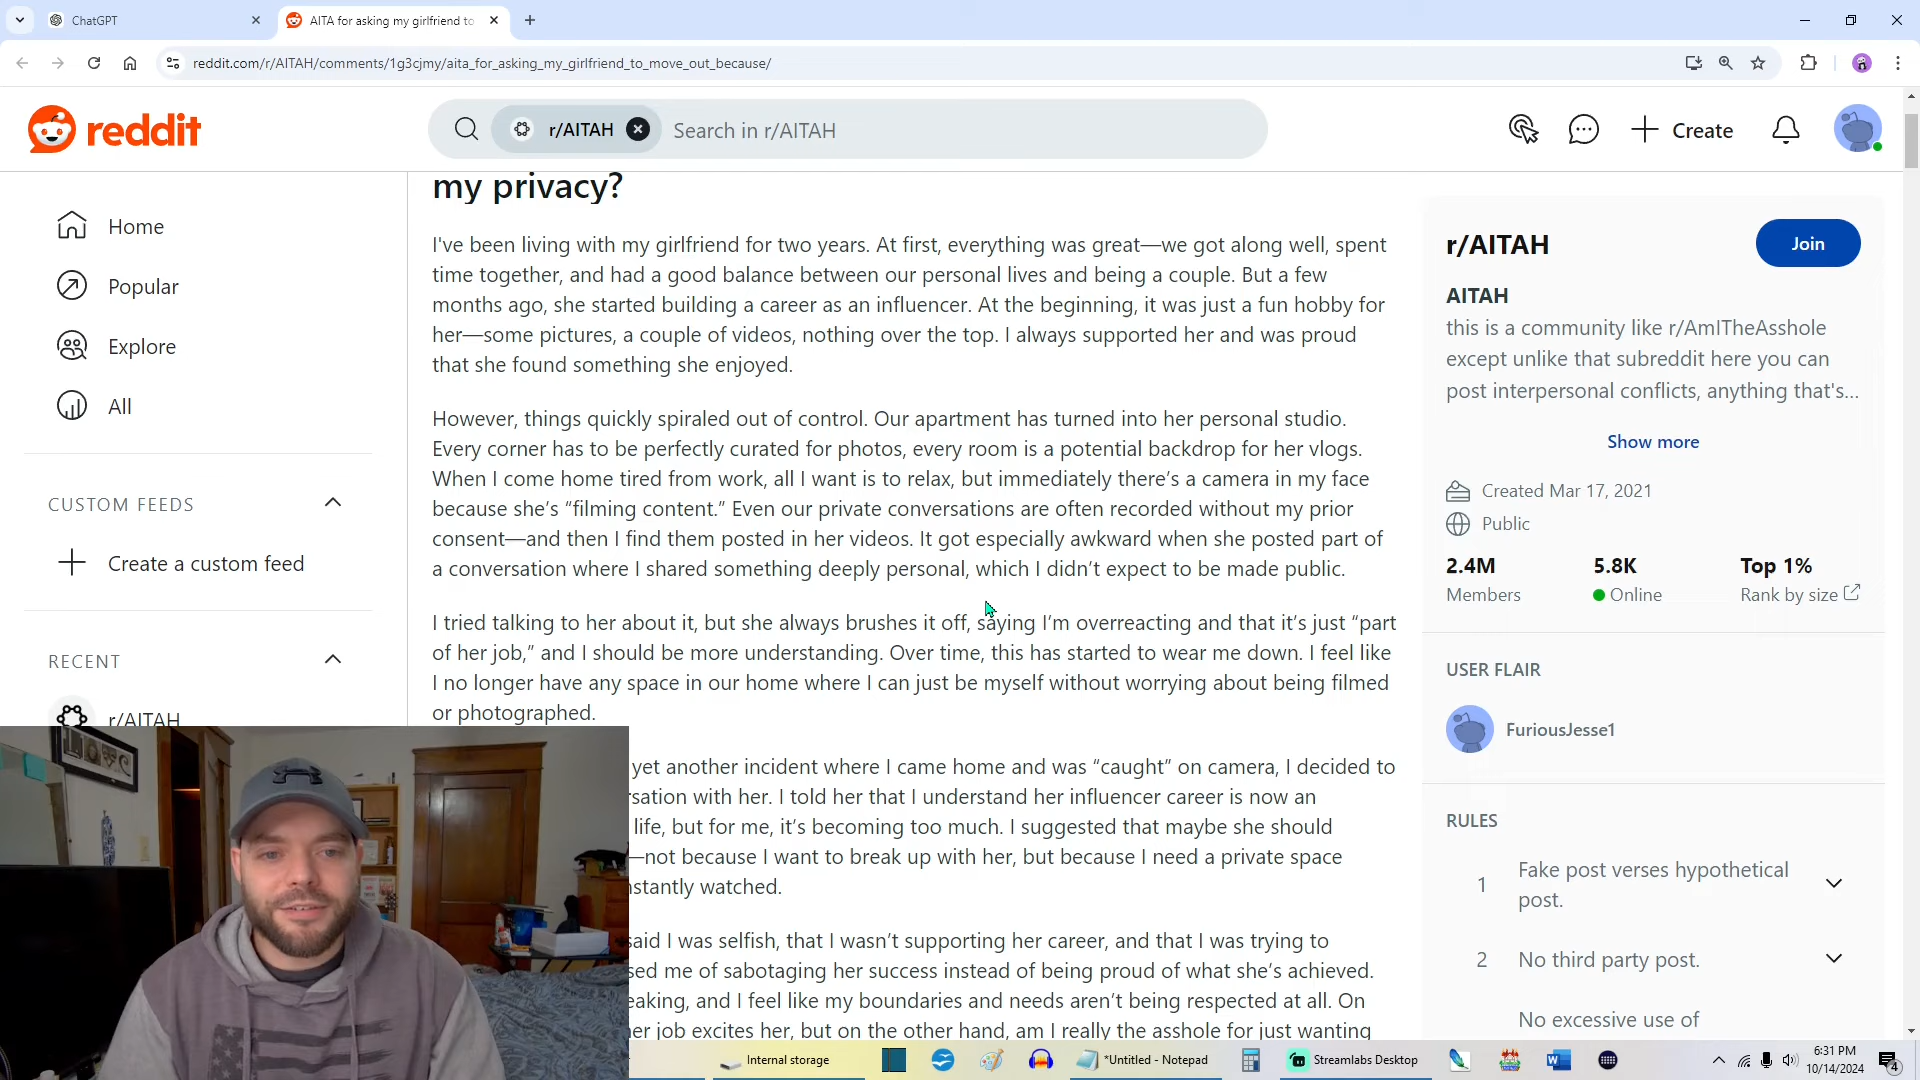 ChatGPT
AITA for asking my girlfriend to
reddit.com/r/AITAH/comments/1g3cjmy/aita_for_asking_my_girlfriend_to_move_out_because/
reddit
r/AITAH
Search in r/AITAH
Create
Home
Popular
Explore
All
CUSTOM FEEDS
Create a custom feed
RECENT
r/AITAH
my privacy?
I've been living with my girlfriend for two years. At first, everything was great—we got along well, spent
time together, and had a good balance between our personal lives and being a couple. But a few
months ago, she started building a career as an influencer. At the beginning, it was just a fun hobby for
her—some pictures, a couple of videos, nothing over the top. I always supported her and was proud
that she found something she enjoyed.
However, things quickly spiraled out of control. Our apartment has turned into her personal studio.
Every corner has to be perfectly curated for photos, every room is a potential backdrop for her vlogs.
When I come home tired from work, all I want is to relax, but immediately there's a camera in my face
because she's “filming content.” Even our private conversations are often recorded without my prior
consent—and then I find them posted in her videos. It got especially awkward when she posted part of
a conversation where I shared something deeply personal, which I didn't expect to be made public.
I tried talking to her about it, but she always brushes it off, saying I'm overreacting and that it's just “part
of her job,” and I should be more understanding. Over time, this has started to wear me down. I feel like
I no longer have any space in our home where I can just be myself without worrying about being filmed
or photographed.
yet another incident where I came home and was “caught” on camera, I decided to
sation with her. I told her that I understand her influencer career is now an
life, but for me, it's becoming too much. I suggested that maybe she should
—not because I want to break up with her, but because I need a private space
stantly watched.
said I was selfish, that I wasn't supporting her career, and that I was trying to
sed me of sabotaging her success instead of being proud of what she's achieved.
eaking, and I feel like my boundaries and needs aren't being respected at all. On
er job excites her, but on the other hand, am I really the asshole for just wanting
r/AITAH
Join
AITAH
this is a community like r/AmITheAsshole
except unlike that subreddit here you can
post interpersonal conflicts, anything that's...
Show more
Created Mar 17, 2021
Public
2.4M 5.8K Top 1%
Members Online Rank by size
USER FLAIR
FuriousJesse1
RULES
1 Fake post verses hypothetical
post.
2 No third party post.
No excessive use of
Internal storage
*Untitled - Notepad
Streamlabs Desktop
6:31 PM
10/14/2024
4